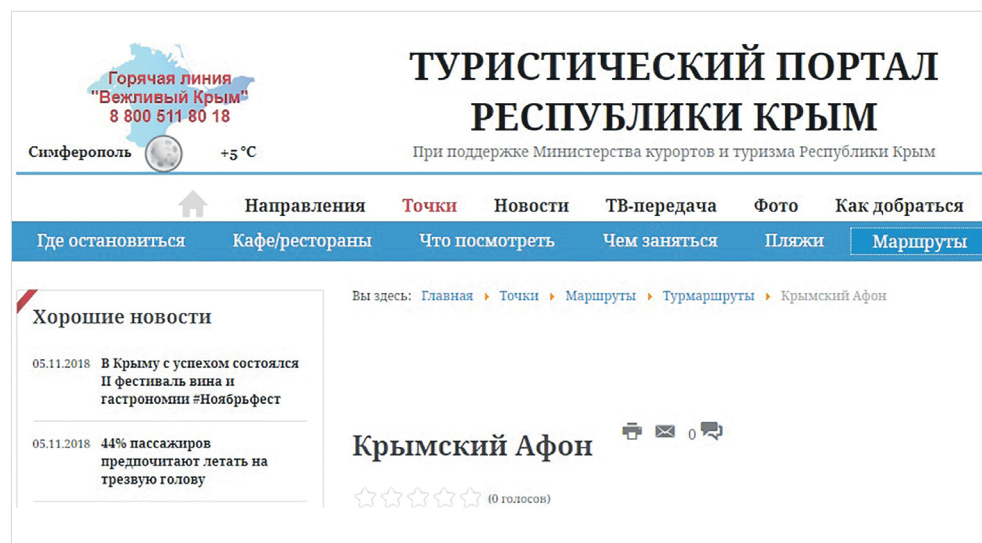 Горячая линия
"Вежливый Крым"
8 800 511 80 18
Симферополь +5 °C
ТУРИСТИЧЕСКИЙ ПОРТАЛ
РЕСПУБЛИКИ КРЫМ
При поддержке Министерства курортов и туризма Республики Крым
Направления Точки Новости ТВ-передача Фото Как добраться
Где остановиться Кафе/рестораны Что посмотреть Чем заняться Пляжи Маршруты
Хорошие новости
05.11.2018 В Крыму с успехом состоялся
II фестиваль вина и
гастрономии #Ноябрьфест
05.11.2018 44% пассажиров
предпочитают летать на
трезвую голову
Вы здесь: Главная Точки Маршруты Турмаршруты Крымский Афон
Крымский Афон
0
(0 голосов)